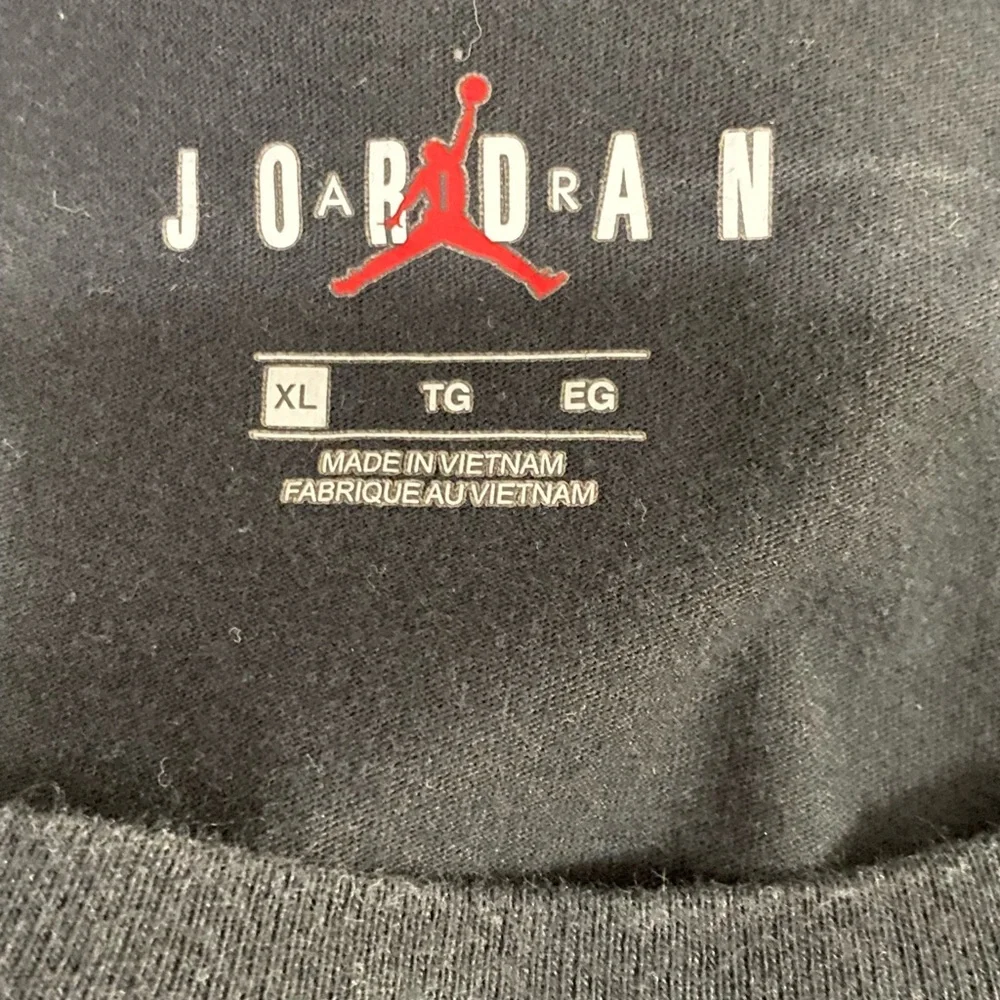 JORDAN
AIR
XL TG EG
MADE IN VIETNAM
FABRIQUE AU VIETNAM